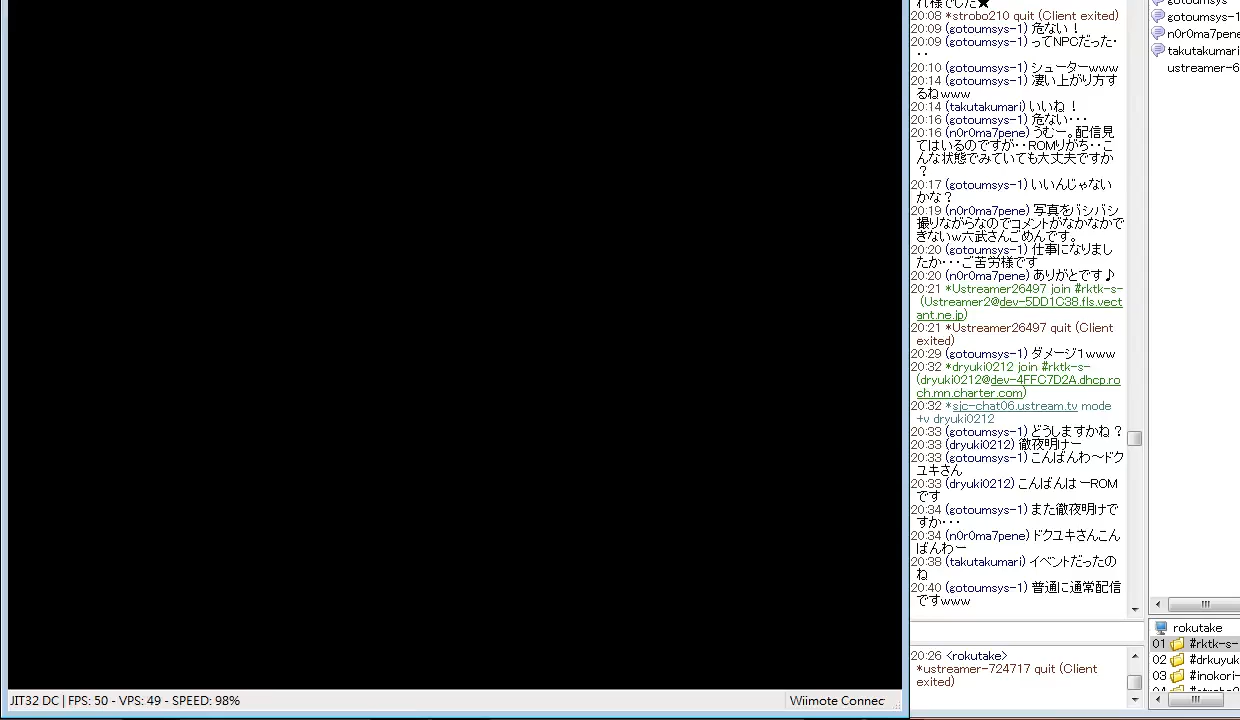 れ様でした★
20:08 *strobo210 quit (Client exited)
20:09 (gotoumsys-1) 危ない！
20:09 (gotoumsys-1) ってNPCだった・
・・
20:10 (gotoumsys-1) シューターwww
20:14 (gotoumsys-1) 凄い上がり方す
るねwww
20:14 (takutakumari) いいね！
20:16 (gotoumsys-1) 危ない・・・
20:16 (n0r0ma7pene) うむー。配信見
てはいるのですが・・ROMりがち・・こ
んな状態でみていても大丈夫ですか
？
20:17 (gotoumsys-1) いいんじゃない
かな？
20:19 (n0r0ma7pene) 写真をバシバシ
撮りながらなのでコメントがなかなかで
きないw六武さんごめんです。
20:20 (gotoumsys-1) 仕事になりまし
たか・・・ご苦労様です
20:20 (n0r0ma7pene) ありがとです♪
20:21 *Ustreamer26497 join #rktk-s-
(Ustreamer2@dev-5DD1C38.fls.vect
ant.ne.jp)
20:21 *Ustreamer26497 quit (Client
exited)
20:29 (gotoumsys-1) ダメージ1www
20:32 *dryuki0212 join #rktk-s-
(dryuki0212@dev-4FFC7D2A.dhcp.ro
ch.mn.charter.com)
20:32 *sjc-chat06.ustream.tv mode
+v dryuki0212
20:33 (gotoumsys-1) どうしますかね？
20:33 (dryuki0212) 徹夜明けー
20:33 (gotoumsys-1) こんばんわ～ドク
ユキさん
20:33 (dryuki0212) こんばんはーROM
です
20:34 (gotoumsys-1) また徹夜明けで
すか・・・
20:34 (n0r0ma7pene) ドクユキさんこん
ばんわー
20:38 (takutakumari) イベントだったの
ね
20:40 (gotoumsys-1) 普通に通常配信
ですwww
20:26 <rokutake>
*ustreamer-724717 quit (Client
exited)
gotoumsys
gotoumsys-1
n0r0ma7pene
takutakumari
ustreamer-6
rokutake
01 #rktk-s-
02 #drkuyuk
03 #inokori-
JIT32 DC | FPS: 50 - VPS: 49 - SPEED: 98%
Wiimote Connec